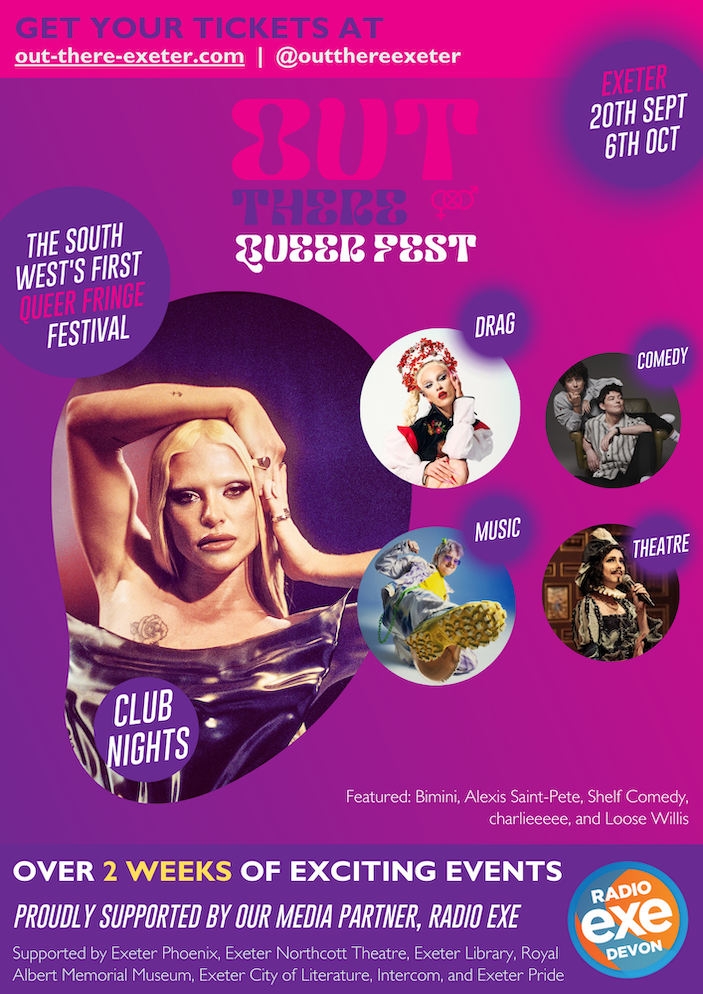 GET YOUR TICKETS AT
out-there-exeter.com | @outthereexeter
EXETER
20TH SEPT
6TH OCT
OUT
THERE
QUEER FEST
THE SOUTH
WEST'S FIRST
QUEER FRINGE
FESTIVAL
DRAG
COMEDY
MUSIC
THEATRE
CLUB
NIGHTS
Featured: Bimini, Alexis Saint-Pete, Shelf Comedy,
charlieeeee, and Loose Willis
OVER 2 WEEKS OF EXCITING EVENTS
PROUDLY SUPPORTED BY OUR MEDIA PARTNER, RADIO EXE
Supported by Exeter Phoenix, Exeter Northcott Theatre, Exeter Library, Royal
Albert Memorial Museum, Exeter City of Literature, Intercom, and Exeter Pride
RADIO
exe
DEVON